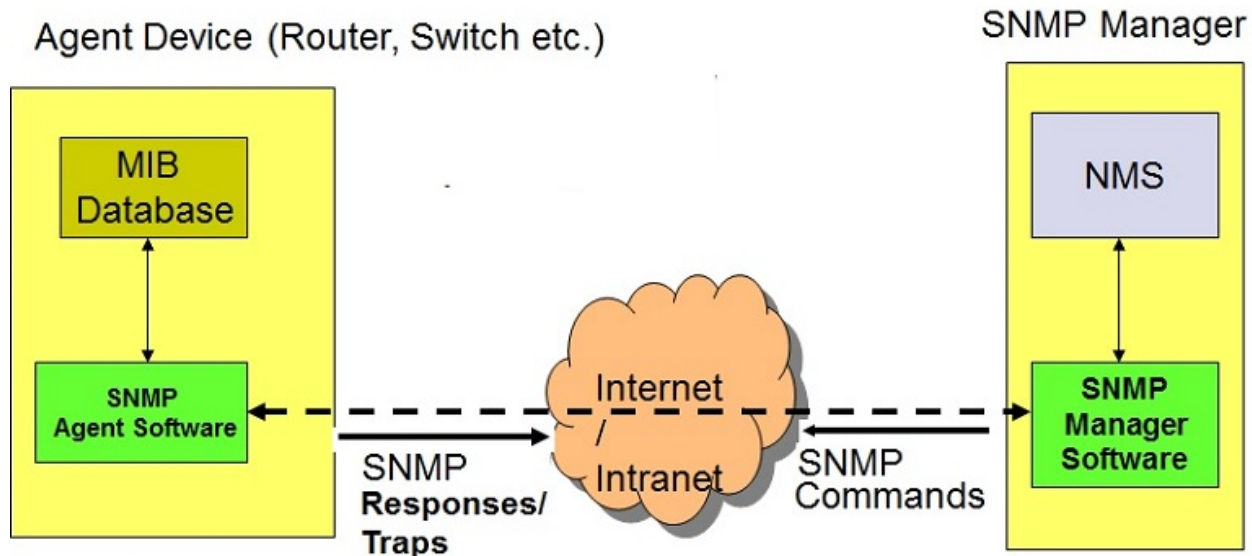 Agent Device (Router, Switch etc.)
SNMP Manager
MIB
Database
NMS
SNMP
Agent Software
Internet
/
Intranet
SNMP
Manager
Software
SNMP
Responses/
Traps
SNMP
Commands